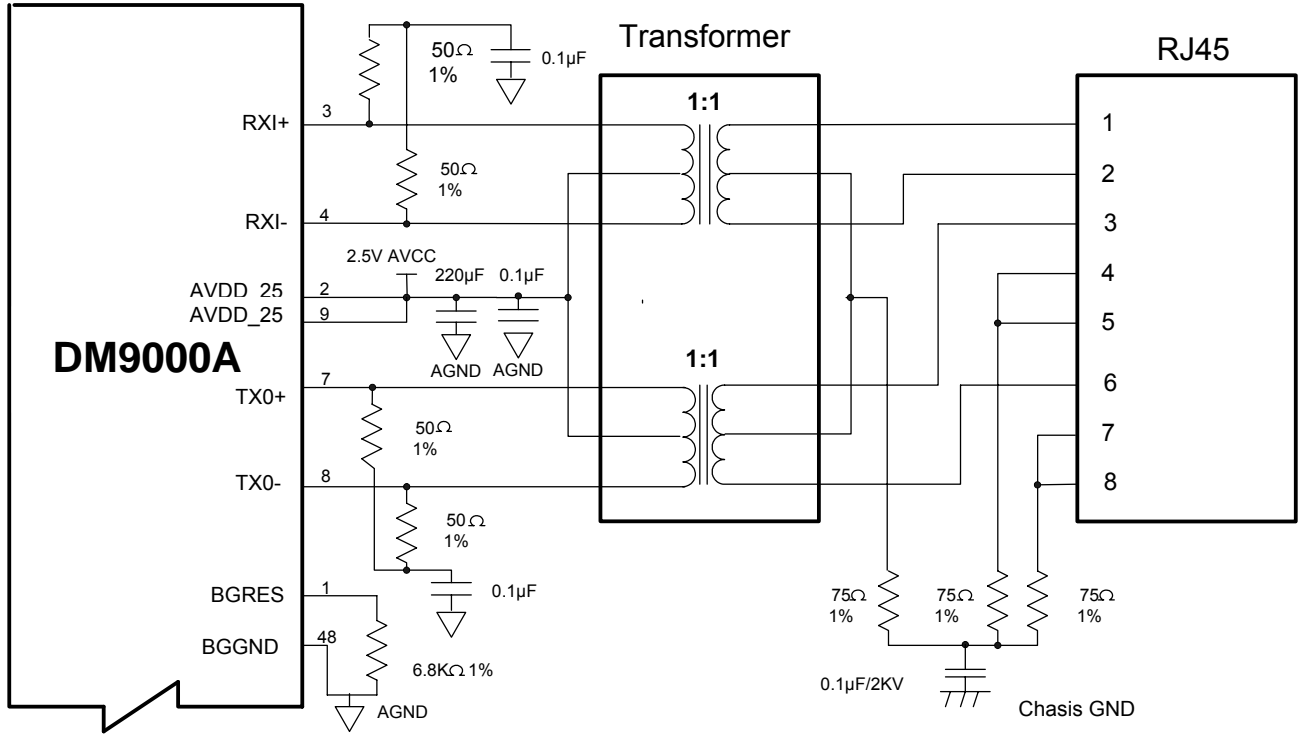 Transformer
RJ45
50Ω
1%
0.1µF
1:1
RXI+
3
1
50Ω
1%
2
RXI-
4
3
2.5V AVCC
220µF
0.1µF
4
AVDD_25
2
AVDD_25
9
5
DM9000A
AGND
AGND
1:1
TX0+
7
6
50Ω
1%
7
TX0-
8
8
50Ω
1%
BGRES
1
0.1µF
75Ω
1%
75Ω
1%
75Ω
1%
BGGND
48
6.8KΩ 1%
0.1µF/2KV
AGND
Chasis GND